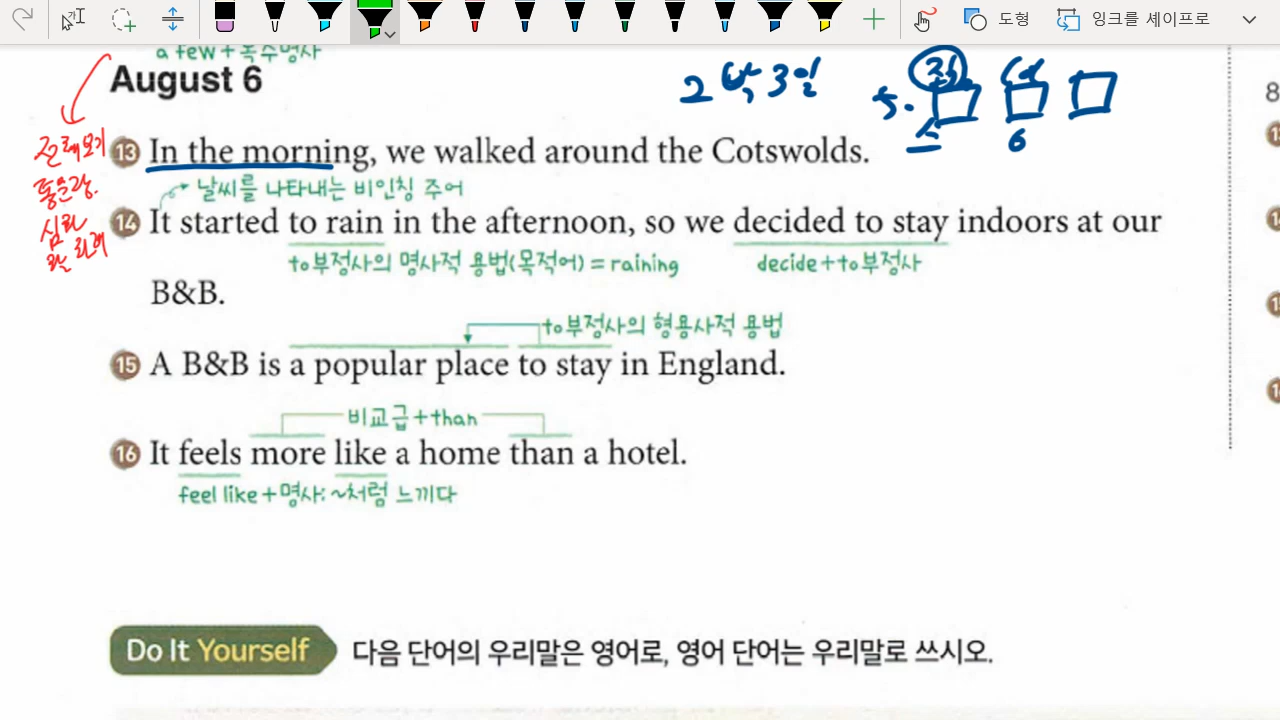 도형
잉크를 셰이프로
a few+복수명사
August 6
2박 3일
6
8
13 In the morning, we walked around the Cotswolds.
날씨를 나타내는 비인칭 주어
14 It started to rain in the afternoon, so we decided to stay indoors at our
to부정사의 명사적 용법(목적어) = raining
decide+to부정사
B&B.
to부정사의 형용사적 용법
15 A B&B is a popular place to stay in England.
비교급+than
16 It feels more like a home than a hotel.
feel like+명사: ~처럼 느끼다
Do It Yourself 다음 단어의 우리말은 영어로, 영어 단어는 우리말로 쓰시오.